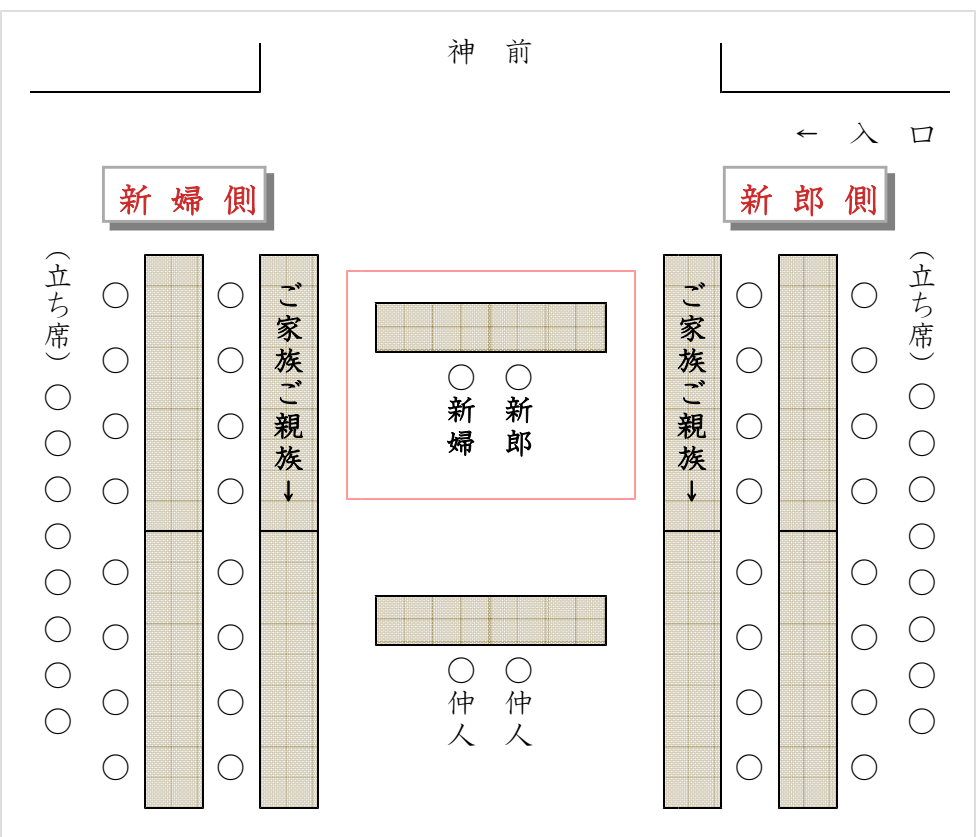 神 前
← 入 口
新 婦 側
新 郎 側
（立ち席）
ご家族ご親族→
新郎
新婦
ご家族ご親族→
（立ち席）
仲人
仲人